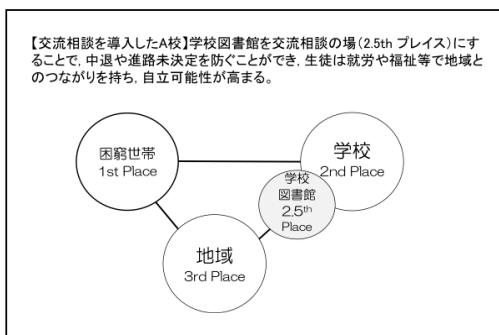 【交流相談を導入したA校】学校図書館を交流相談の場(2.5th プレイス)にす
ることで, 中退や進路未決定を防ぐことができ, 生徒は就労や福祉等で地域と
のつながりを持ち, 自立可能性が高まる。
困窮世帯
1st Place
学校
2nd Place
学校
図書館
2.5th
Place
地域
3rd Place